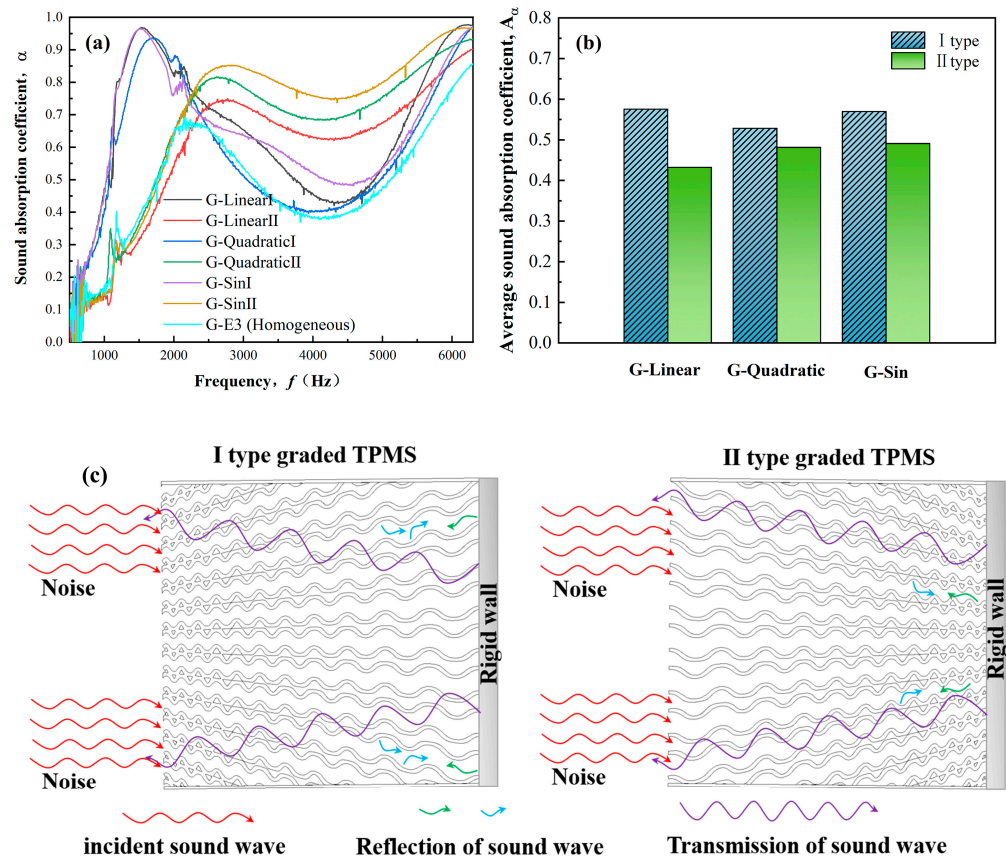 (a)
Sound absorption coefficient, α
1.0
0.9
0.8
0.7
0.6
0.5
0.4
0.3
0.2
0.1
0.0
G-LinearI
G-LinearII
G-QuadraticI
G-QuadraticII
G-SinI
G-SinII
G-E3 (Homogeneous)
1000 2000 3000 4000 5000 6000
Frequency, f (Hz)
(b)
Average sound absorption coefficient, Aα
0.8
0.7
0.6
0.5
0.4
0.3
0.2
0.1
0.0
I type
II type
G-Linear G-Quadratic G-Sin
(c)
I type graded TPMS
Noise
Noise
Rigid wall
II type graded TPMS
Noise
Noise
Rigid wall
incident sound wave
Reflection of sound wave
Transmission of sound wave